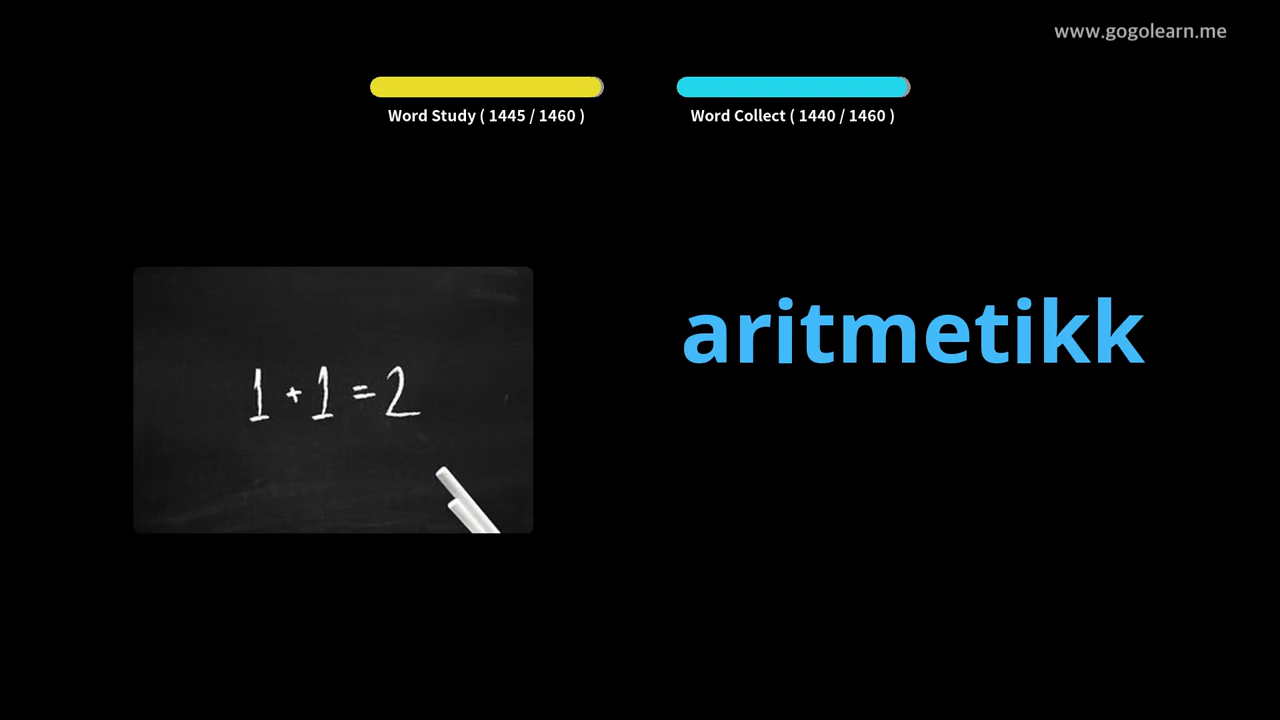 www.gogolearn.me
Word Study ( 1445 / 1460 )
Word Collect ( 1440 / 1460 )
aritmetikk
1 + 1 = 2